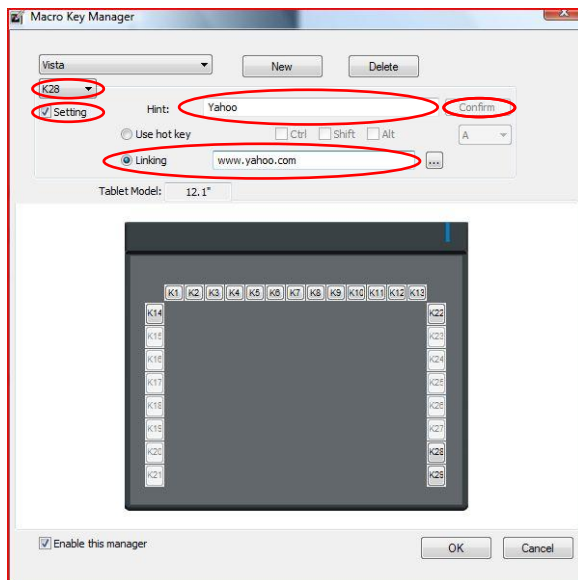 Macro Key Manager
Vista New Delete
K28
Setting Hint: Yahoo Confirm
Use hot key Ctrl Shift Alt A
Linking www.yahoo.com ...
Tablet Model: 12.1"
K1 K2 K3 K4 K5 K6 K7 K8 K9 K10 K11 K12 K13
K14 K22
K15 K23
K16 K24
K17 K25
K18 K26
K19 K27
K20 K28
K21 K29
Enable this manager OK Cancel